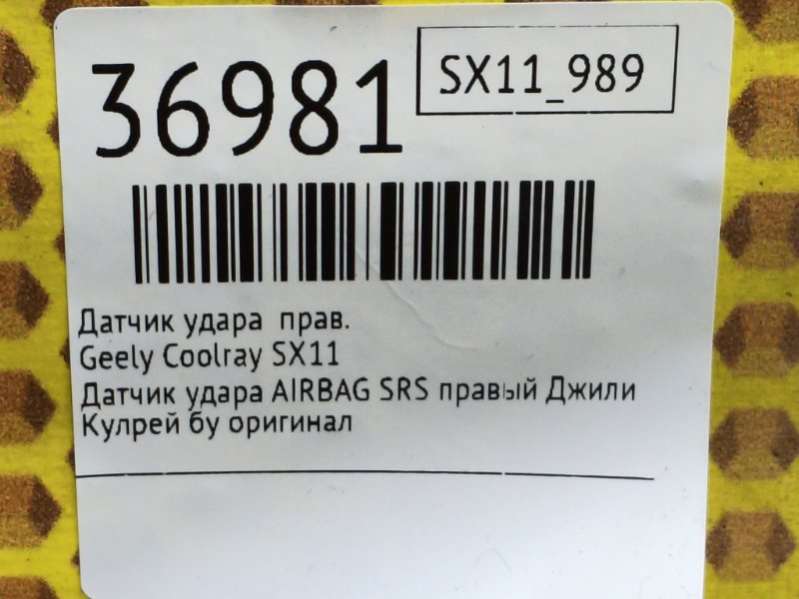 36981
SX11_989
Датчик удара прав.
Geely Coolray SX11
Датчик удара AIRBAG SRS правый Джили
Кулрей бу оригинал